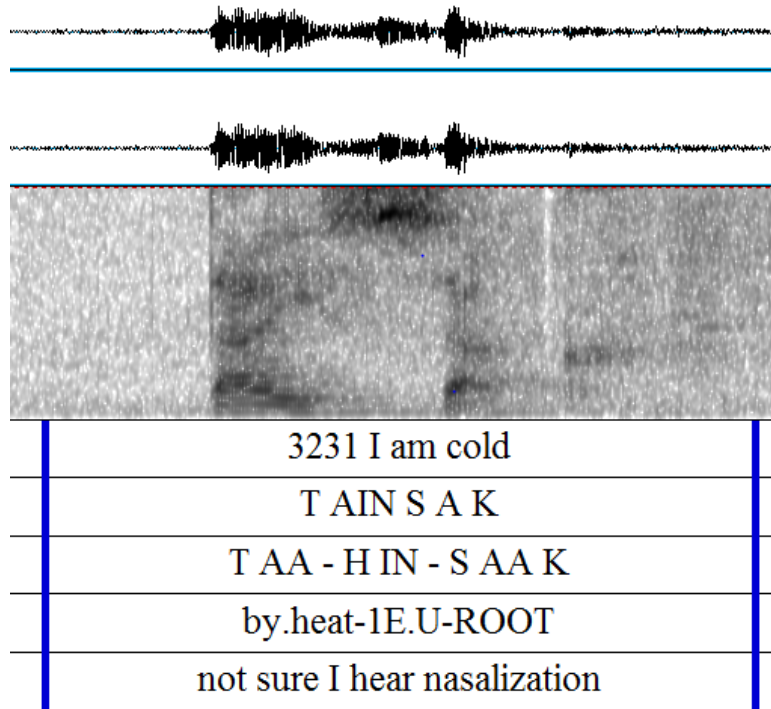 3231 I am cold
T AIN S A K
T AA - H IN - S AA K
by.heat-1E.U-ROOT
not sure I hear nasalization